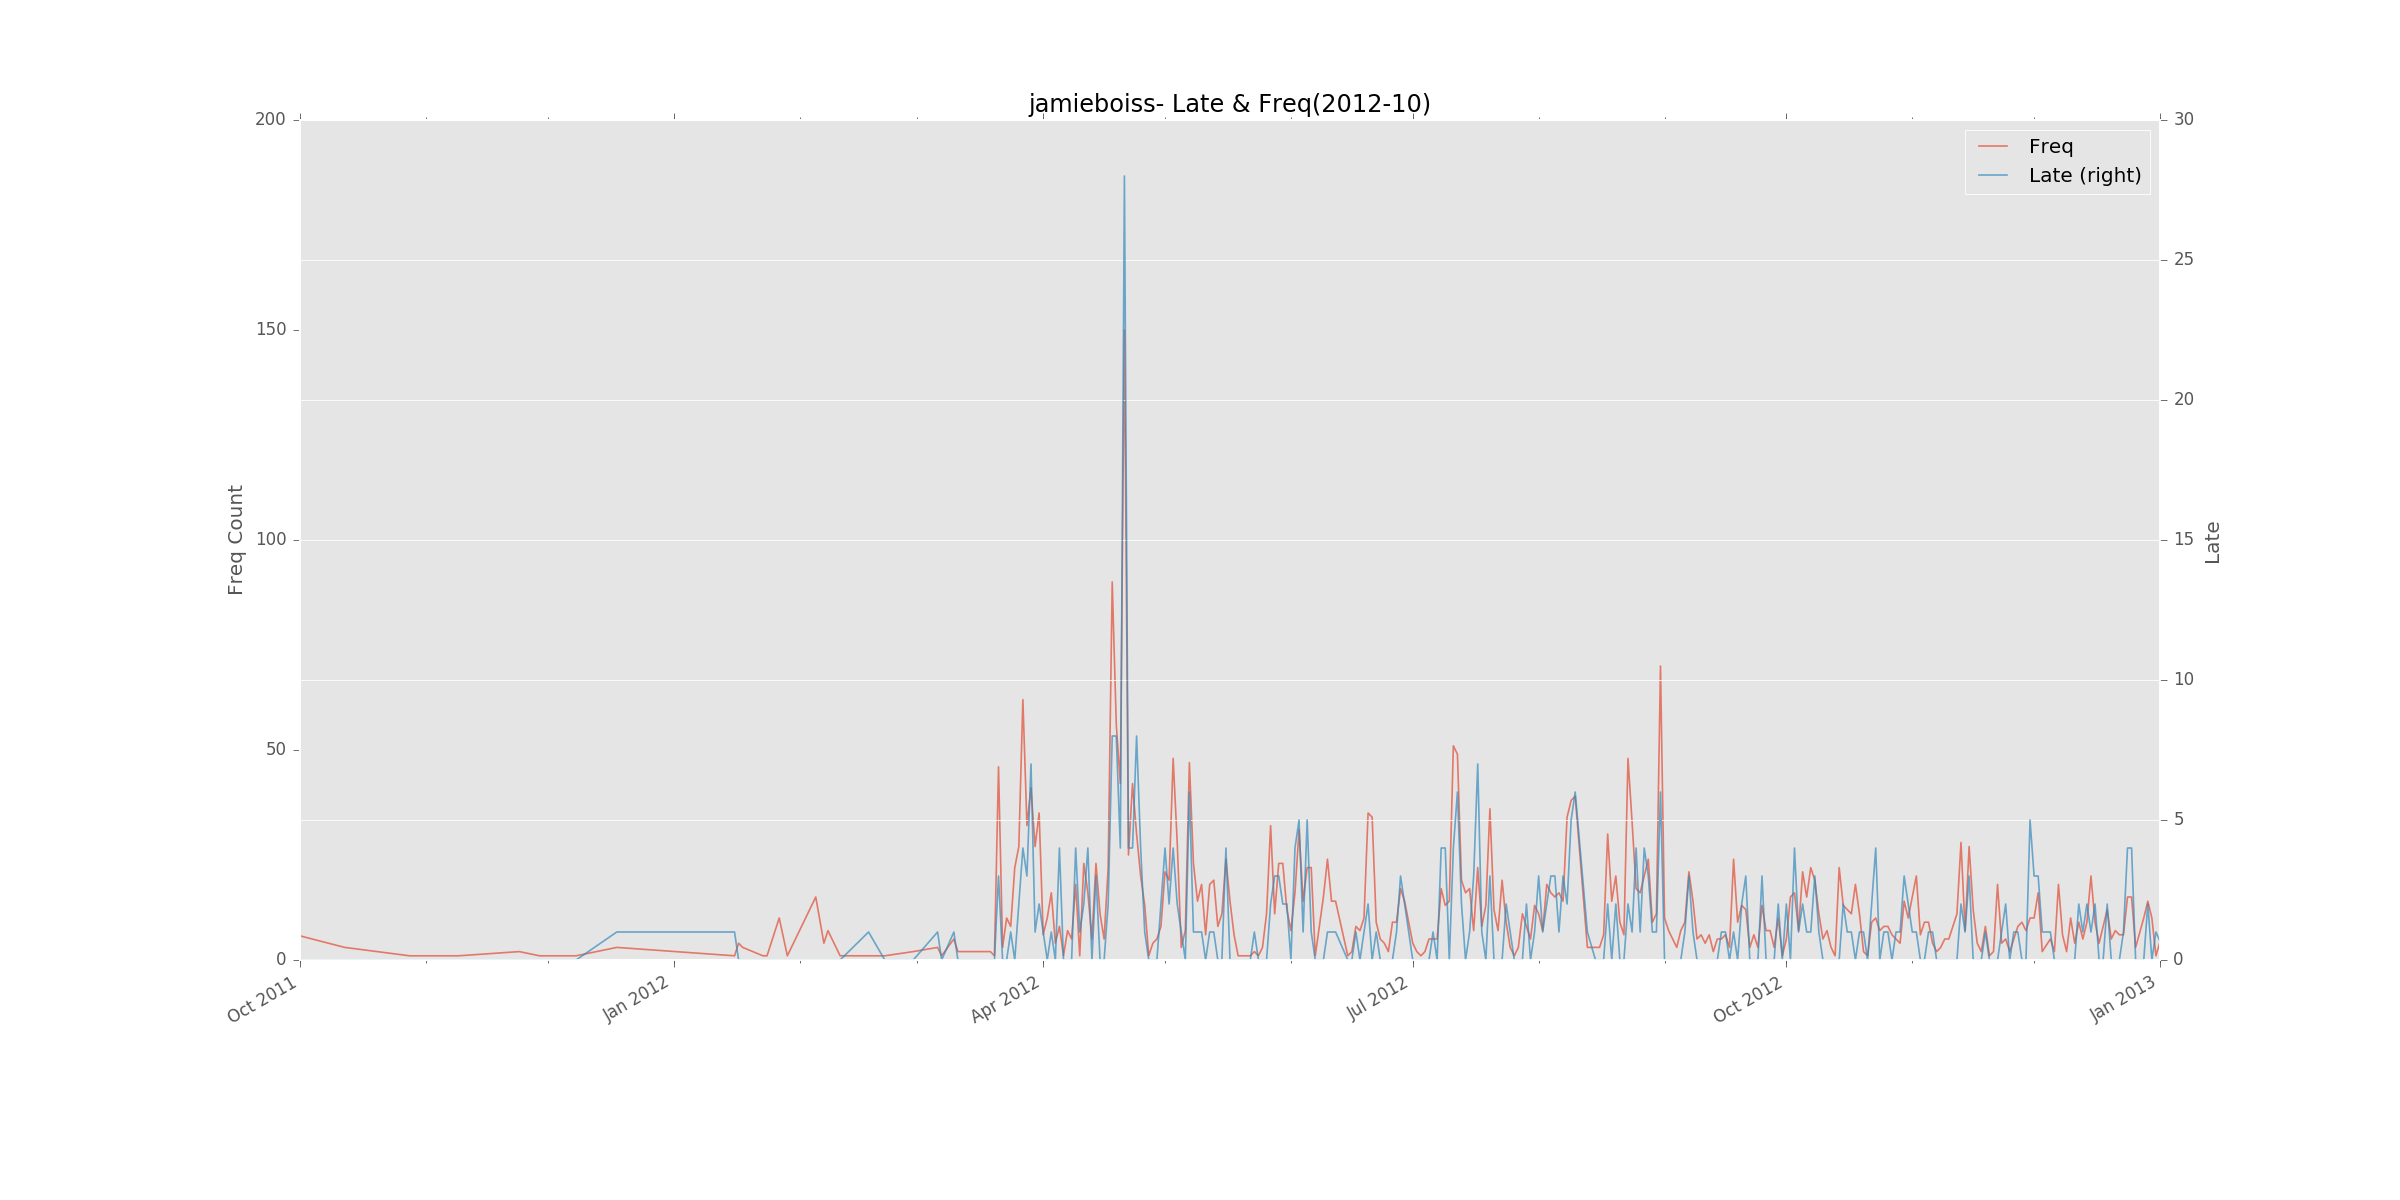 jamieboiss- Late & Freq(2012-10)
Freq
Late (right)
200
150
100
50
0
Freq Count
30
25
20
15
10
5
0
Late
Oct 2011
Jan 2012
Apr 2012
Jul 2012
Oct 2012
Jan 2013